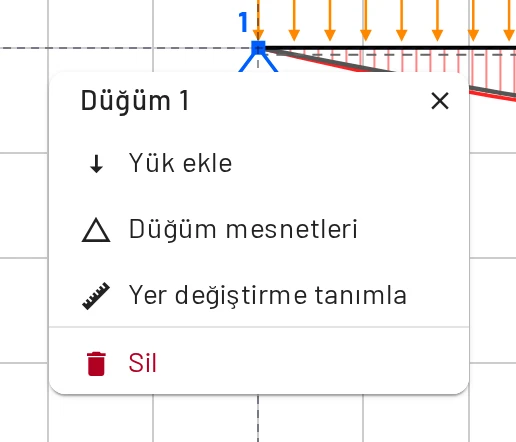 1
Düğüm 1
Yük ekle
Düğüm mesnetleri
Yer değiştirme tanımla
Sil